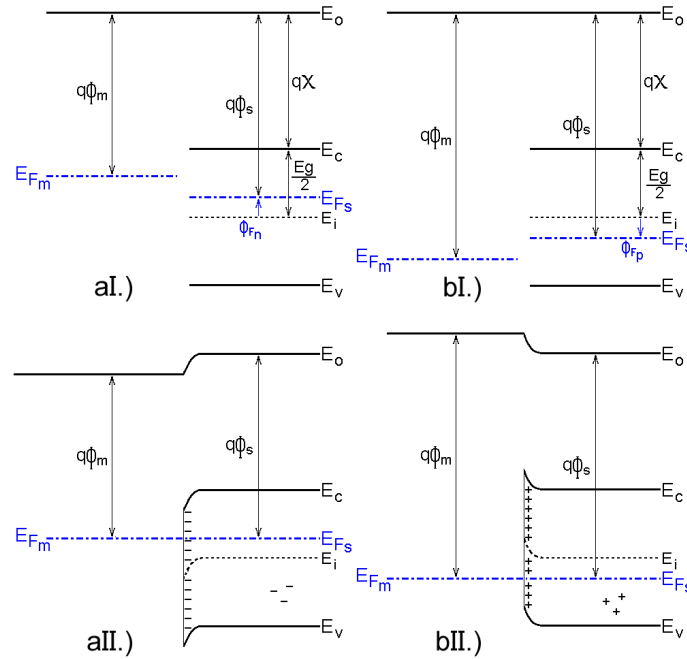 E₀ E₀
qΦm qΦs qχ qΦm qΦs qχ
Ec Ec
EFm Eg/2 Eg/2
EFs
Ei Ei
ΦFn EFs
EFm ΦFp
aI.) Ev bI.) Ev
E₀ E₀
qΦm qΦs qΦm qΦs
Ec Ec
EFm EFs
Ei Ei
EFm EFs
aII.) Ev bII.) Ev